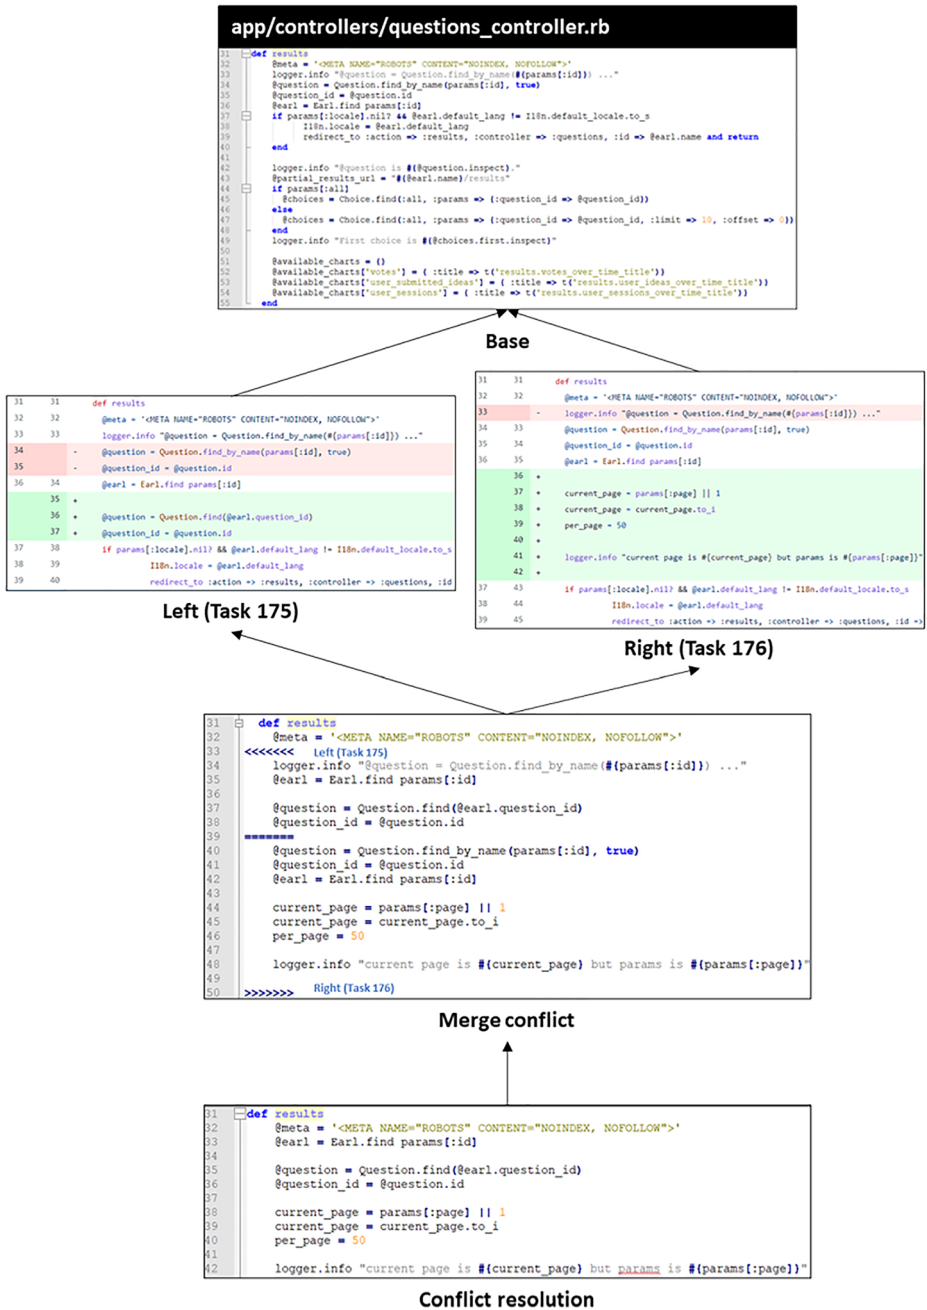 app/controllers/questions_controller.rb
31 def results
32 @meta = '<META NAME="ROBOTS" CONTENT="NOINDEX, NOFOLLOW">'
33 logger.info "@question = Question.find_by_name(#{params[:id]}) ..."
34 @question = Question.find_by_name(params[:id], true)
35 @question_id = @question.id
36 @earl = Earl.find params[:id]
37 if params[:locale].nil? && @earl.default_lang != I18n.default_locale.to_s
38 I18n.locale = @earl.default_lang
39 redirect_to :action => :results, :controller => :questions, :id => @earl.name and return
40 end
41
42 logger.info "@question is #{@question.inspect}."
43 @partial_results_url = "#{@earl.name}/results"
44 if params[:all]
45 @choices = Choice.find(:all, :params => {:question_id => @question_id})
46 else
47 @choices = Choice.find(:all, :params => {:question_id => @question_id, :limit => 10, :offset => 0})
48 end
49 logger.info "First choice is #{@choices.first.inspect}"
50
51 @available_charts = {}
52 @available_charts['votes'] = { :title => t('results.votes_over_time_title')}
53 @available_charts['user_submitted_ideas'] = { :title => t('results.user_ideas_over_time_title')}
54 @available_charts['user_sessions'] = { :title => t('results.user_sessions_over_time_title')}
55 end
Base
31 31 def results
32 32 @meta = '<META NAME="ROBOTS" CONTENT="NOINDEX, NOFOLLOW">'
33 33 logger.info "@question = Question.find_by_name(#{params[:id]}) ..."
34 - @question = Question.find_by_name(params[:id], true)
35 - @question_id = @question.id
36 34 @earl = Earl.find params[:id]
35 +
36 + @question = Question.find(@earl.question_id)
37 + @question_id = @question.id
37 38 if params[:locale].nil? && @earl.default_lang != I18n.default_locale.to_s
38 39 I18n.locale = @earl.default_lang
39 40 redirect_to :action => :results, :controller => :questions, :id
Left (Task 175)
31 31 def results
32 32 @meta = '<META NAME="ROBOTS" CONTENT="NOINDEX, NOFOLLOW">'
33 - logger.info "@question = Question.find_by_name(#{params[:id]}) ..."
34 33 @question = Question.find_by_name(params[:id], true)
35 34 @question_id = @question.id
36 35 @earl = Earl.find params[:id]
36 +
37 + current_page = params[:page] || 1
38 + current_page = current_page.to_i
39 + per_page = 50
40 +
41 + logger.info "current page is #{current_page} but params is #{params[:page]}"
42 +
37 43 if params[:locale].nil? && @earl.default_lang != I18n.default_locale.to_s
38 44 I18n.locale = @earl.default_lang
39 45 redirect_to :action => :results, :controller => :questions, :id =>
Right (Task 176)
31 def results
32 @meta = '<META NAME="ROBOTS" CONTENT="NOINDEX, NOFOLLOW">'
33 <<<<<<< Left (Task 175)
34 logger.info "@question = Question.find_by_name(#{params[:id]}) ..."
35 @earl = Earl.find params[:id]
36
37 @question = Question.find(@earl.question_id)
38 @question_id = @question.id
39 =======
40 @question = Question.find_by_name(params[:id], true)
41 @question_id = @question.id
42 @earl = Earl.find params[:id]
43
44 current_page = params[:page] || 1
45 current_page = current_page.to_i
46 per_page = 50
47
48 logger.info "current page is #{current_page} but params is #{params[:page]}"
49
50 >>>>>>> Right (Task 176)
Merge conflict
31 def results
32 @meta = '<META NAME="ROBOTS" CONTENT="NOINDEX, NOFOLLOW">'
33 @earl = Earl.find params[:id]
34
35 @question = Question.find(@earl.question_id)
36 @question_id = @question.id
37
38 current_page = params[:page] || 1
39 current_page = current_page.to_i
40 per_page = 50
41
42 logger.info "current page is #{current_page} but params is #{params[:page]}"
Conflict resolution